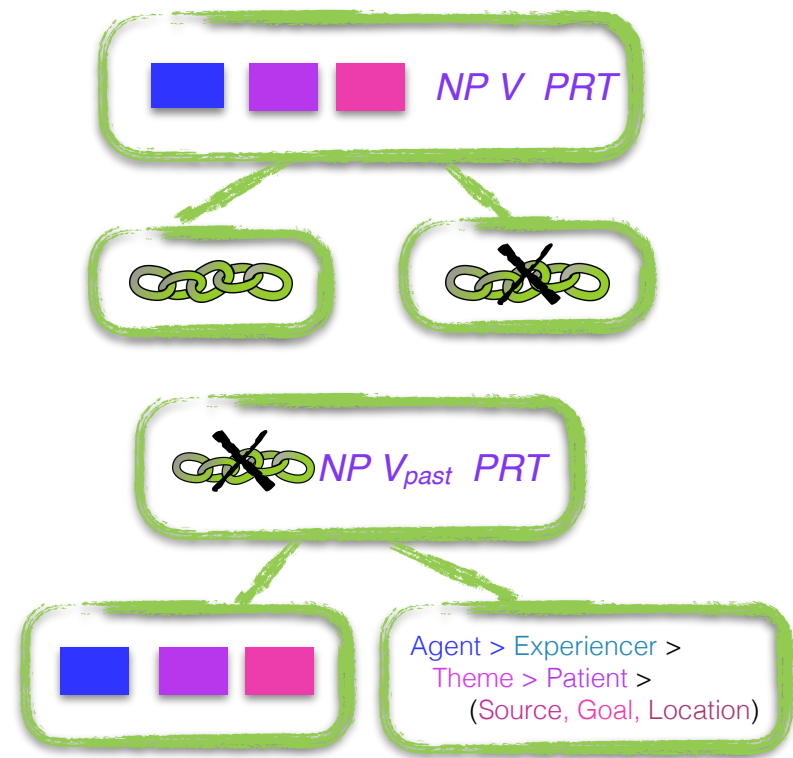 NP V PRT
NP Vpast PRT
Agent > Experiencer >
Theme > Patient >
(Source, Goal, Location)